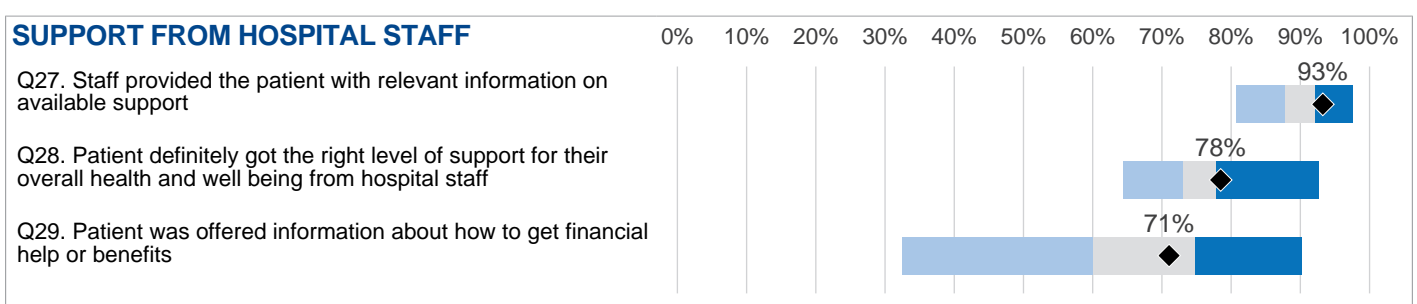 SUPPORT FROM HOSPITAL STAFF 0% 10% 20% 30% 40% 50% 60% 70% 80% 90% 100%
Q27. Staff provided the patient with relevant information on
available support
93%
Q28. Patient definitely got the right level of support for their
overall health and well being from hospital staff
78%
Q29. Patient was offered information about how to get financial
help or benefits
71%